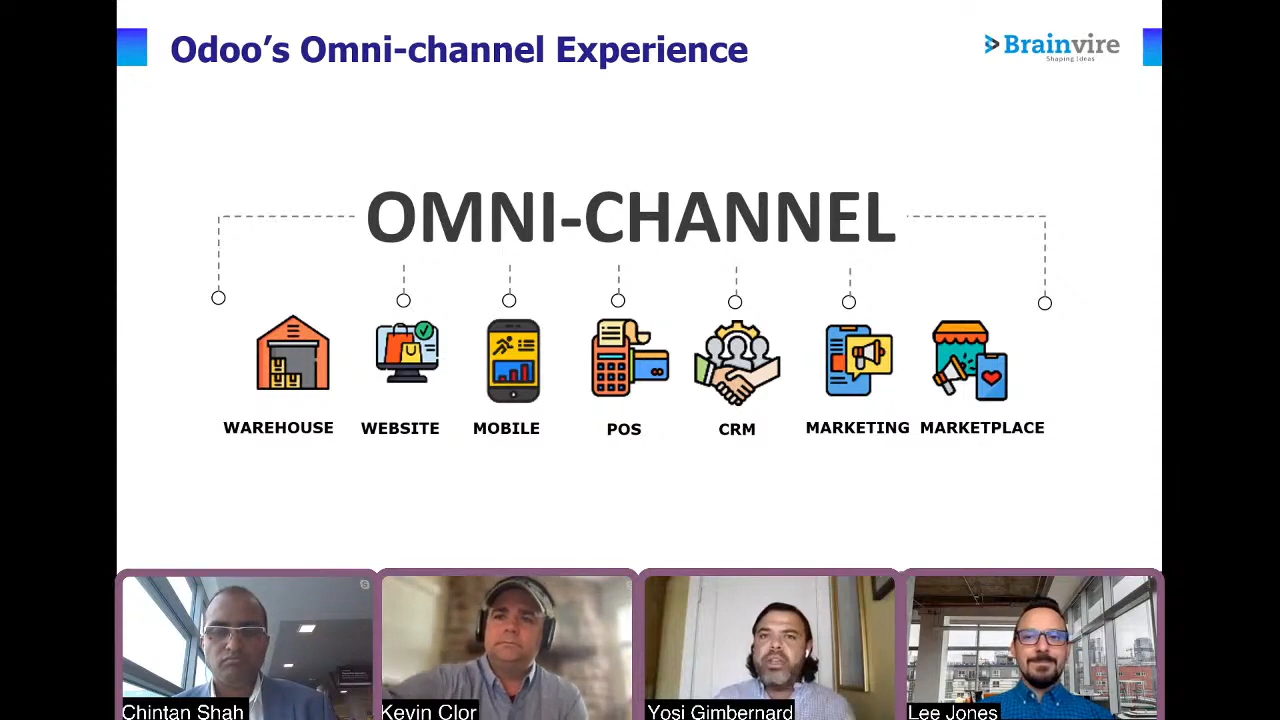 Odoo's Omni-channel Experience
Brainvire
Shaping Ideas
OMNI-CHANNEL
WAREHOUSE
WEBSITE
MOBILE
POS
CRM
MARKETING
MARKETPLACE
Chintan Shah
Kevin Clor
Yosi Gimbernard
Lee Jones